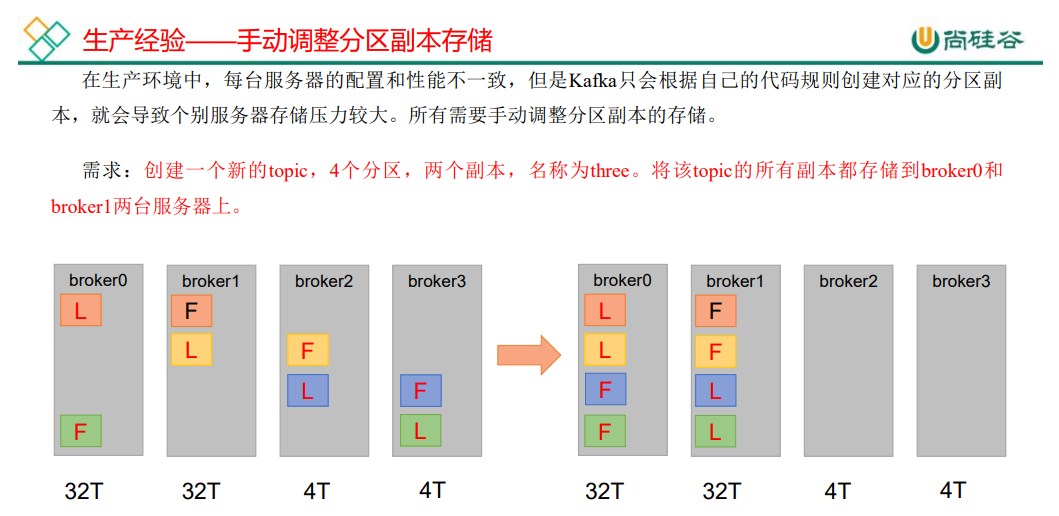 生产经验——手动调整分区副本存储
尚硅谷
在生产环境中，每台服务器的配置和性能不一致，但是Kafka只会根据自己的代码规则创建对应的分区副
本，就会导致个别服务器存储压力较大。所有需要手动调整分区副本的存储。
需求：创建一个新的topic，4个分区，两个副本，名称为three。将该topic的所有副本都存储到broker0和
broker1两台服务器上。
broker0 broker1 broker2 broker3 broker0 broker1 broker2 broker3
L F L F
L F L F
L F F L
F L F L
32T 32T 4T 4T 32T 32T 4T 4T